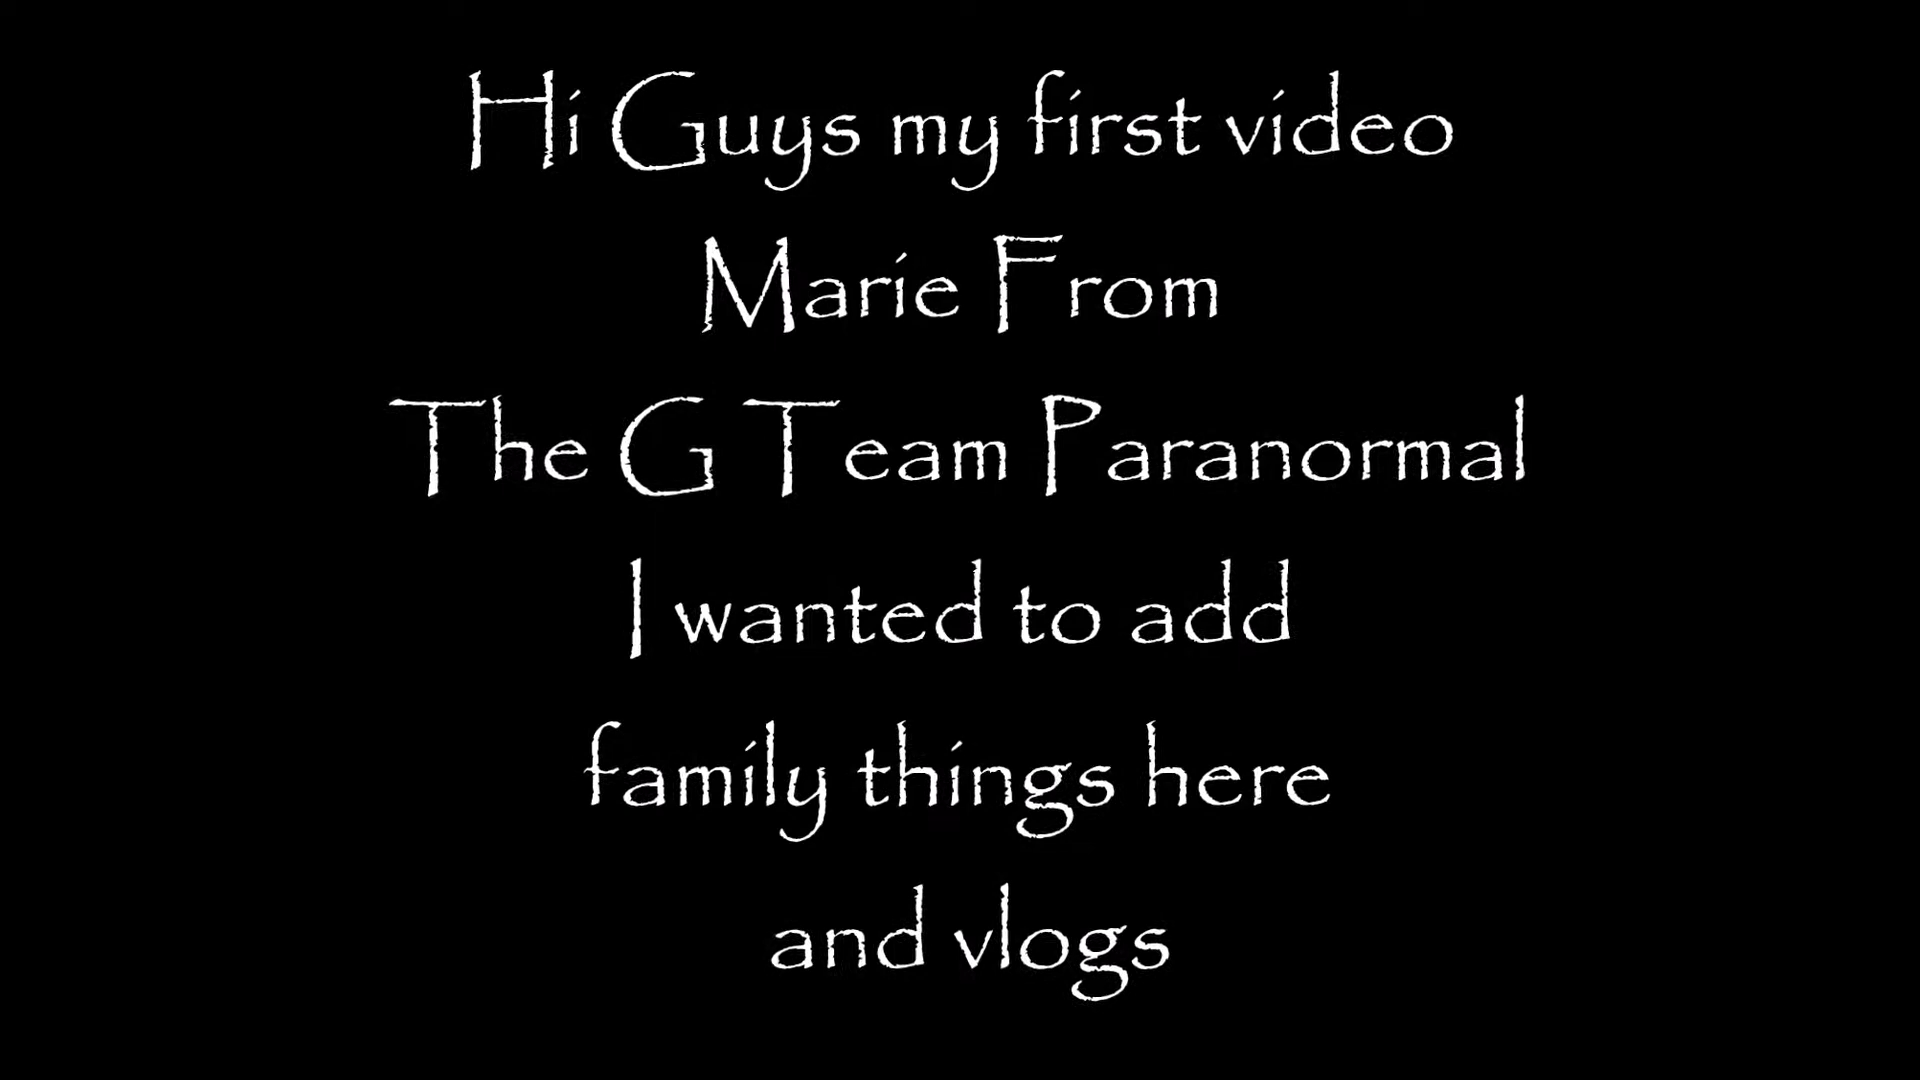 Hi Guys my first video
Marie From
The G Team Paranormal
I wanted to add
family things here
and vlogs